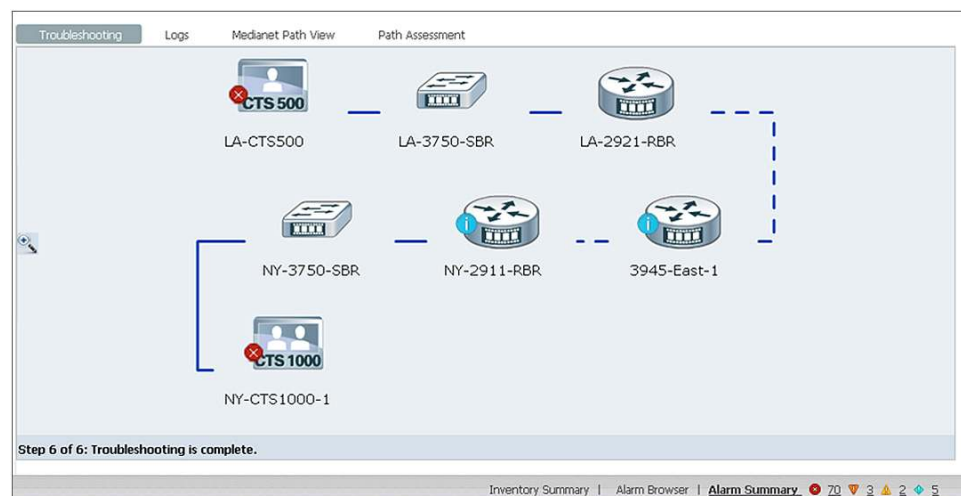 Troubleshooting Logs Medianet Path View Path Assessment
CTS 500
LA-CTS500 LA-3750-SBR LA-2921-RBR
NY-3750-SBR NY-2911-RBR 3945-East-1
CTS 1000
NY-CTS1000-1
Step 6 of 6: Troubleshooting is complete.
Inventory Summary | Alarm Browser | Alarm Summary 70 3 2 5